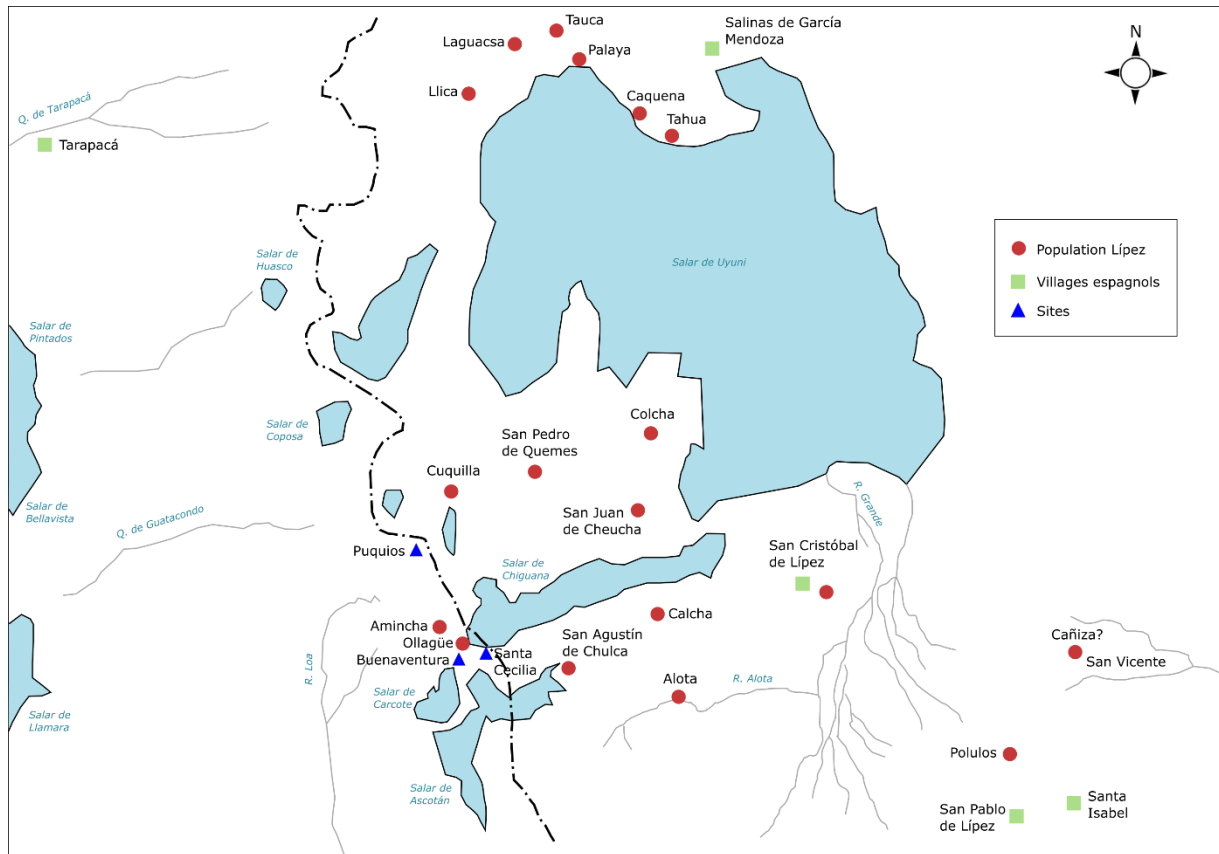 Tauca
Laguacsa
Palaya
Salinas de García
Mendoza
N
Llica
Caquena
Tahua
Q. de Tarapacá
Tarapacá
Salar de
Huasco
Salar de Uyuni
Population Lípez
Villages espagnols
Sites
Salar de
Pintados
Salar de
Coposa
Colcha
San Pedro
de Quemes
Cuquilla
Salar de
Bellavista
Q. de Guatacondo
R. Grande
San Juan
de Cheucha
Puquios
San Cristóbal
de Lípez
Salar de
Chiguana
Calcha
Amincha
Ollagüe
Buenaventura
Santa
Cecilia
San Agustín
de Chulca
Cañiza?
San Vicente
R. Loa
Alota
R. Alota
Salar de
Carcote
Salar de
Llamara
Polulos
Salar de
Ascotán
San Pablo
de Lípez
Santa
Isabel